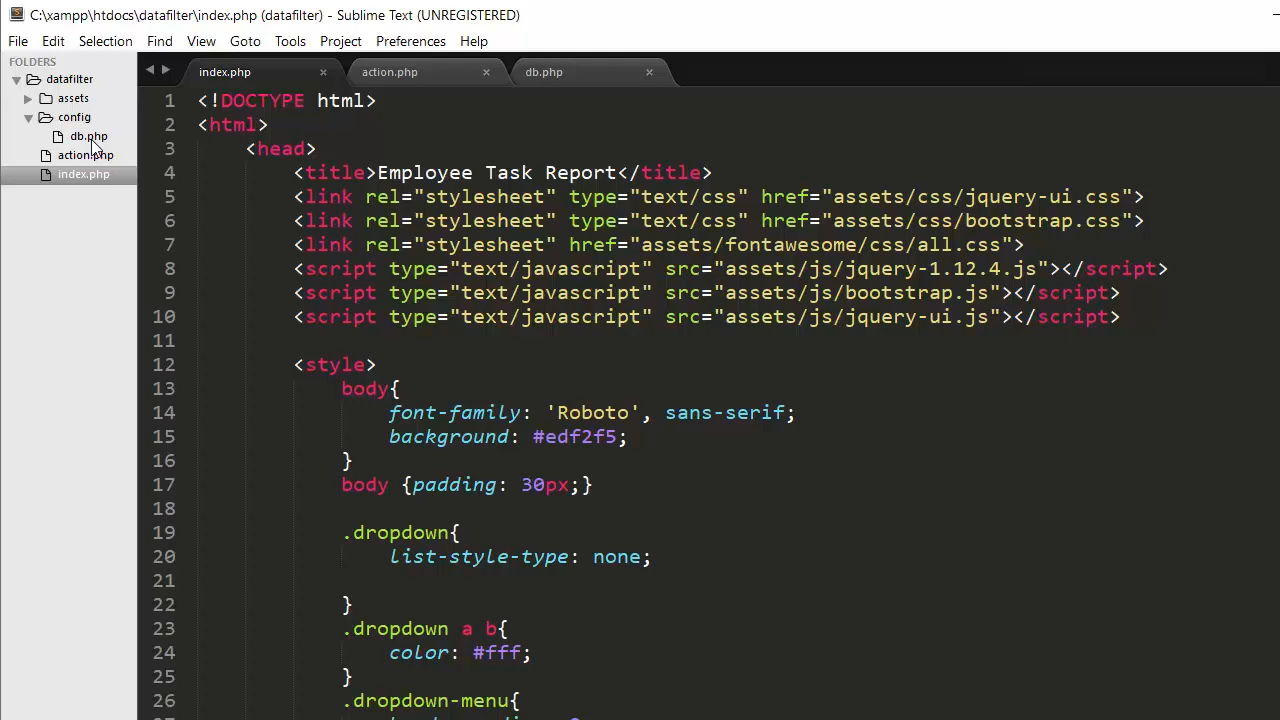 C:\xampp\htdocs\datafilter\index.php (datafilter) - Sublime Text (UNREGISTERED)
File Edit Selection Find View Goto Tools Project Preferences Help
FOLDERS
datafilter
assets
config
db.php
action.php
index.php
index.php × action.php × db.php ×
1 <!DOCTYPE html>
2 <html>
3 <head>
4 <title>Employee Task Report</title>
5 <link rel="stylesheet" type="text/css" href="assets/css/jquery-ui.css">
6 <link rel="stylesheet" type="text/css" href="assets/css/bootstrap.css">
7 <link rel="stylesheet" href="assets/fontawesome/css/all.css">
8 <script type="text/javascript" src="assets/js/jquery-1.12.4.js"></script>
9 <script type="text/javascript" src="assets/js/bootstrap.js"></script>
10 <script type="text/javascript" src="assets/js/jquery-ui.js"></script>
11
12 <style>
13 body{
14 font-family: 'Roboto', sans-serif;
15 background: #edf2f5;
16 }
17 body {padding: 30px;}
18
19 .dropdown{
20 list-style-type: none;
21
22 }
23 .dropdown a b{
24 color: #fff;
25 }
26 .dropdown-menu{